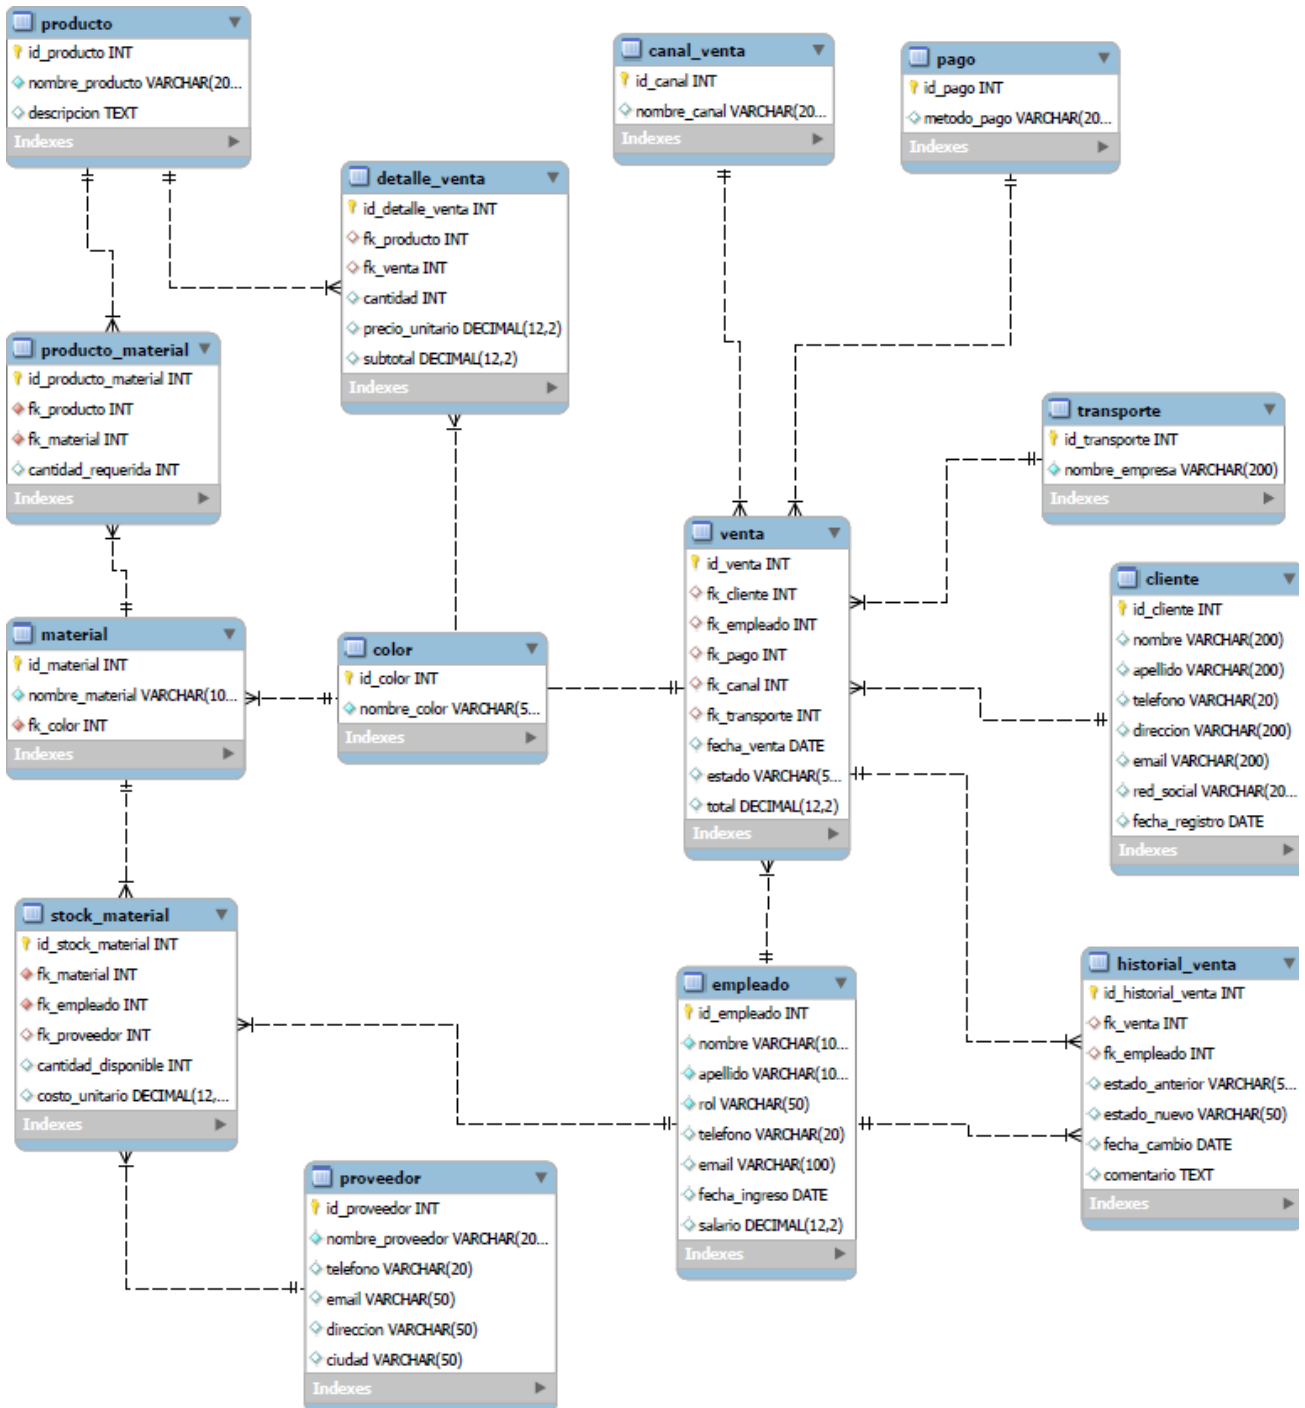 producto
id_producto INT
nombre_producto VARCHAR(20...
descripcion TEXT
Indexes
canal_venta
id_canal INT
nombre_canal VARCHAR(20...
Indexes
pago
id_pago INT
metodo_pago VARCHAR(20...
Indexes
detalle_venta
id_detalle_venta INT
fk_producto INT
fk_venta INT
cantidad INT
precio_unitario DECIMAL(12,2)
subtotal DECIMAL(12,2)
Indexes
producto_material
id_producto_material INT
fk_producto INT
fk_material INT
cantidad_requerida INT
Indexes
transporte
id_transporte INT
nombre_empresa VARCHAR(200)
Indexes
venta
id_venta INT
fk_cliente INT
fk_empleado INT
fk_pago INT
fk_canal INT
fk_transporte INT
fecha_venta DATE
estado VARCHAR(5...
total DECIMAL(12,2)
Indexes
cliente
id_cliente INT
nombre VARCHAR(200)
apellido VARCHAR(200)
telefono VARCHAR(20)
direccion VARCHAR(200)
email VARCHAR(200)
red_social VARCHAR(20...
fecha_registro DATE
Indexes
material
id_material INT
nombre_material VARCHAR(10...
fk_color INT
Indexes
color
id_color INT
nombre_color VARCHAR(5...
Indexes
stock_material
id_stock_material INT
fk_material INT
fk_empleado INT
fk_proveedor INT
cantidad_disponible INT
costo_unitario DECIMAL(12,...
Indexes
empleado
id_empleado INT
nombre VARCHAR(10...
apellido VARCHAR(10...
rol VARCHAR(50)
telefono VARCHAR(20)
email VARCHAR(100)
fecha_ingreso DATE
salario DECIMAL(12,2)
Indexes
historial_venta
id_historial_venta INT
fk_venta INT
fk_empleado INT
estado_anterior VARCHAR(5...
estado_nuevo VARCHAR(50)
fecha_cambio DATE
comentario TEXT
Indexes
proveedor
id_proveedor INT
nombre_proveedor VARCHAR(20...
telefono VARCHAR(20)
email VARCHAR(50)
direccion VARCHAR(50)
ciudad VARCHAR(50)
Indexes